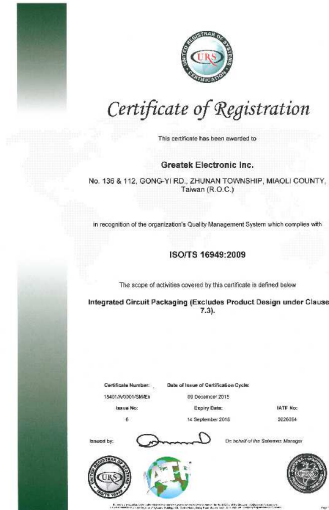 URS
Certificate of Registration
This certificate has been awarded to
Greatek Electronic Inc.
No. 136 & 112, GONG-YI RD., ZHUNAN TOWNSHIP, MIAOLI COUNTY,
Taiwan (R.O.C.)
in recognition of the organization's Quality Management System which complies with
ISO/TS 16949:2009
The scope of activities covered by this certificate is defined below
Integrated Circuit Packaging (Excludes Product Design under Clause
7.3).
Certificate Number: Date of Issue of Certification Cycle:
09 December 2015
Issue No: Expiry Date: IATF No:
6 14 September 2018
Issued by: On behalf of the Schemes Manager
URS